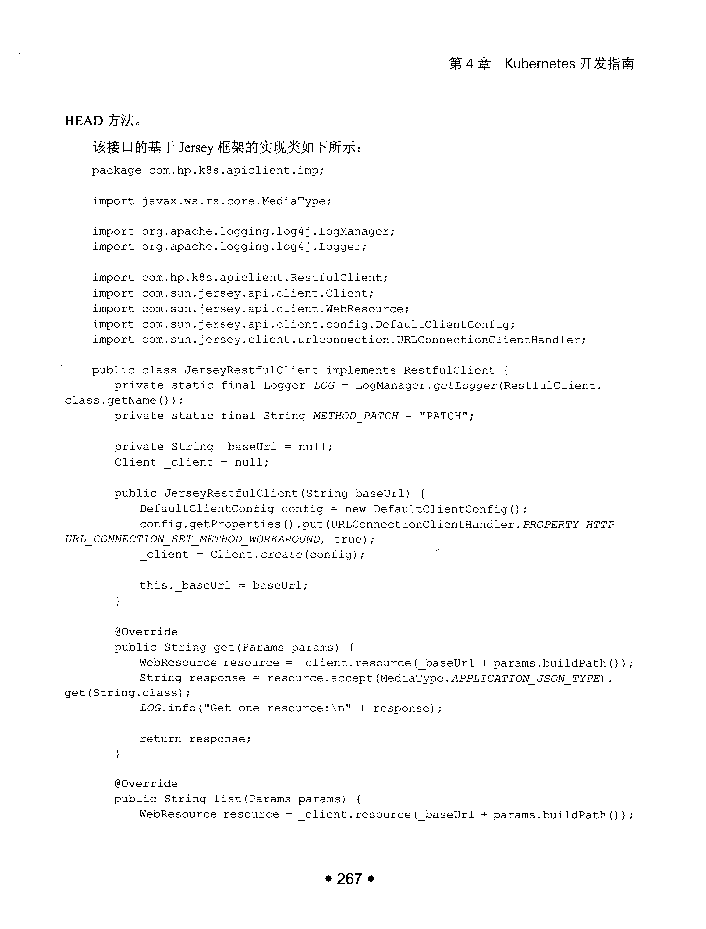 第 4 章 Kubernetes 开发指南
HEAD 方法。
该接口的基于 Jersey 框架的实现类如下所示：
package com.hp.k8s.apiclient.imp;
import javax.ws.rs.core.MediaType;
import org.apache.logging.log4j.LogManager;
import org.apache.logging.log4j.Logger;
import com.hp.k8s.apiclient.RestfulClient;
import com.sun.jersey.api.client.Client;
import com.sun.jersey.api.client.WebResource;
import com.sun.jersey.api.client.config.DefaultClientConfig;
import com.sun.jersey.client.urlconnection.URLConnectionClientHandler;
public class JerseyRestfulClient implements RestfulClient {
private static final Logger LOG = LogManager.getLogger(RestfulClient.
class.getName());
private static final String METHOD_PATCH = "PATCH";
private String _baseUrl = null;
Client _client = null;
public JerseyRestfulClient(String baseUrl) {
DefaultClientConfig config = new DefaultClientConfig();
config.getProperties().put(URLConnectionClientHandler.PROPERTY_HTTP_
URL_CONNECTION_SET_METHOD_WORKAROUND, true);
_client = Client.create(config);
this._baseUrl = baseUrl;
}
@Override
public String get(Params params) {
WebResource resource = _client.resource(_baseUrl + params.buildPath());
String response = resource.accept(MediaType.APPLICATION_JSON_TYPE).
get(String.class);
LOG.info("Get one resource:\n" + response);
return response;
}
@Override
public String list(Params params) {
WebResource resource = _client.resource(_baseUrl + params.buildPath());
• 267 •